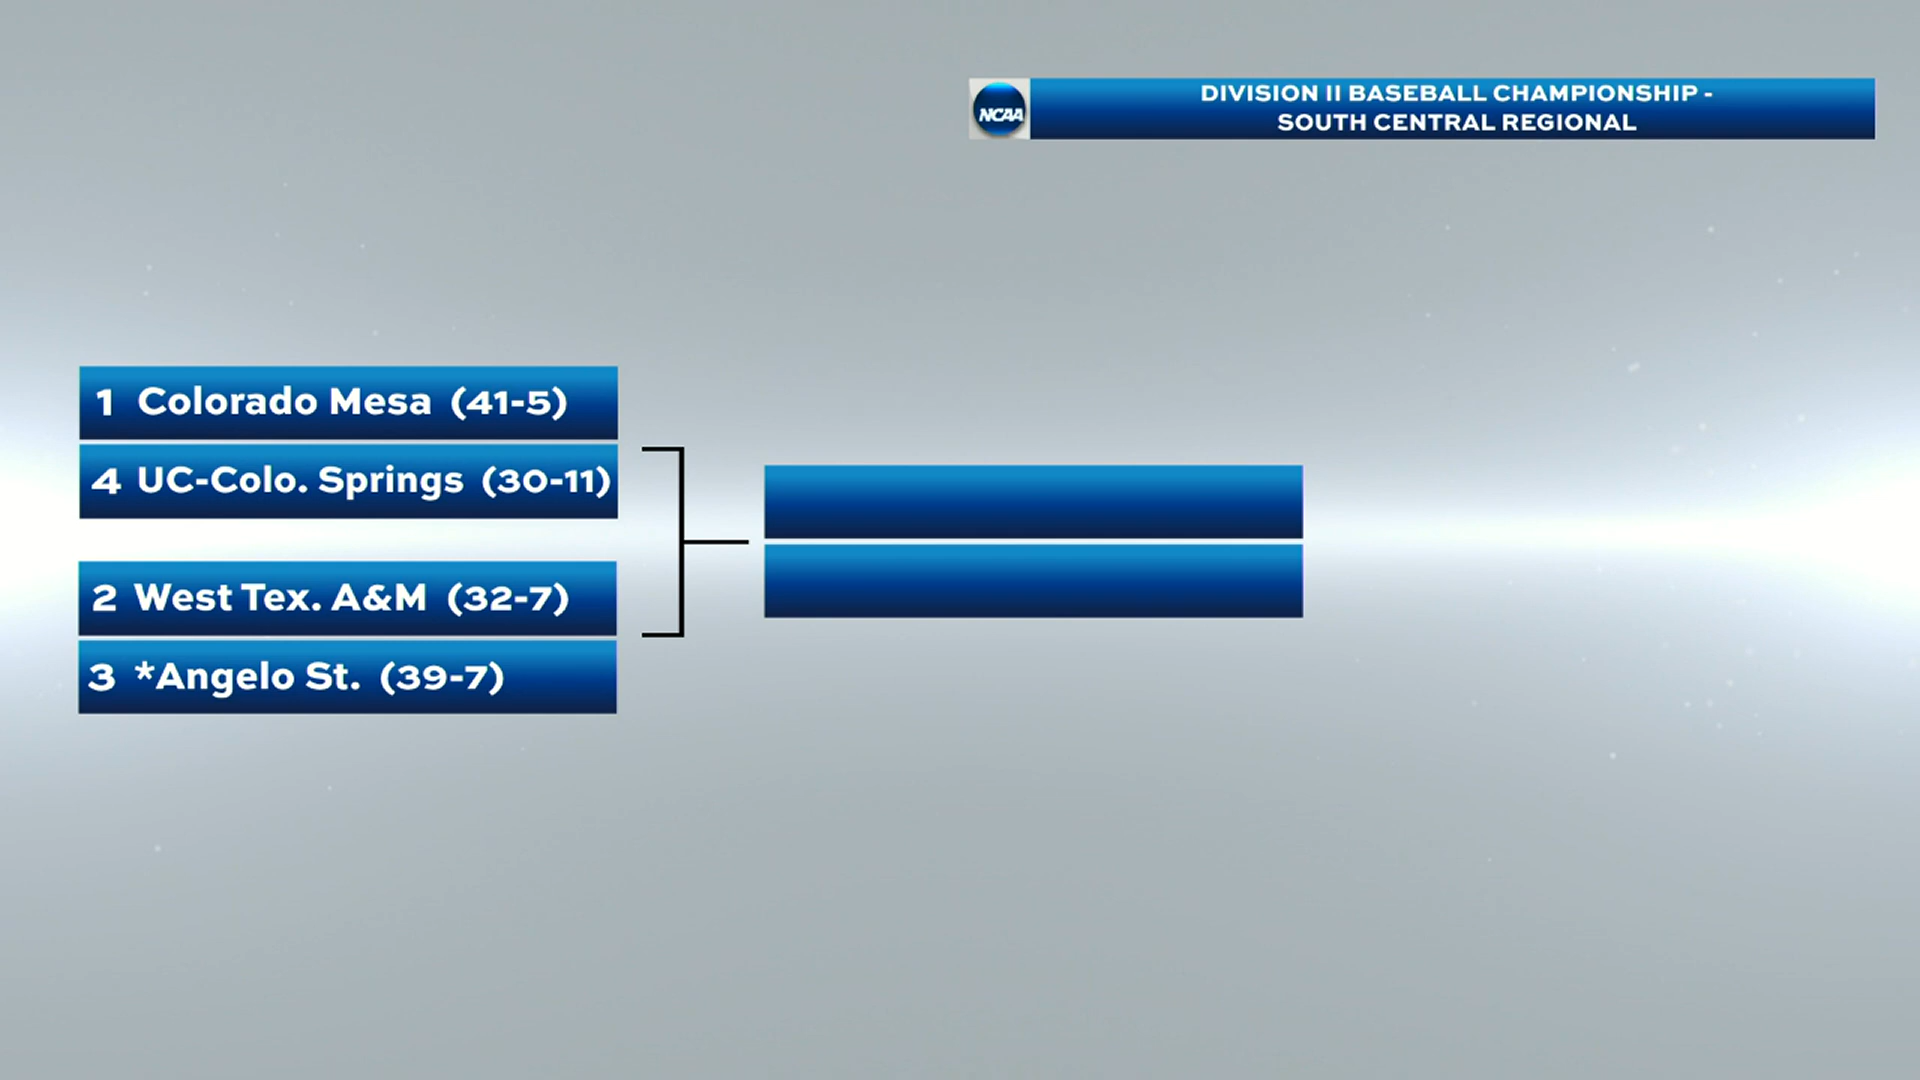 NCAA
DIVISION II BASEBALL CHAMPIONSHIP -
SOUTH CENTRAL REGIONAL
1 Colorado Mesa (41-5)
4 UC-Colo. Springs (30-11)
2 West Tex. A&M (32-7)
3 *Angelo St. (39-7)